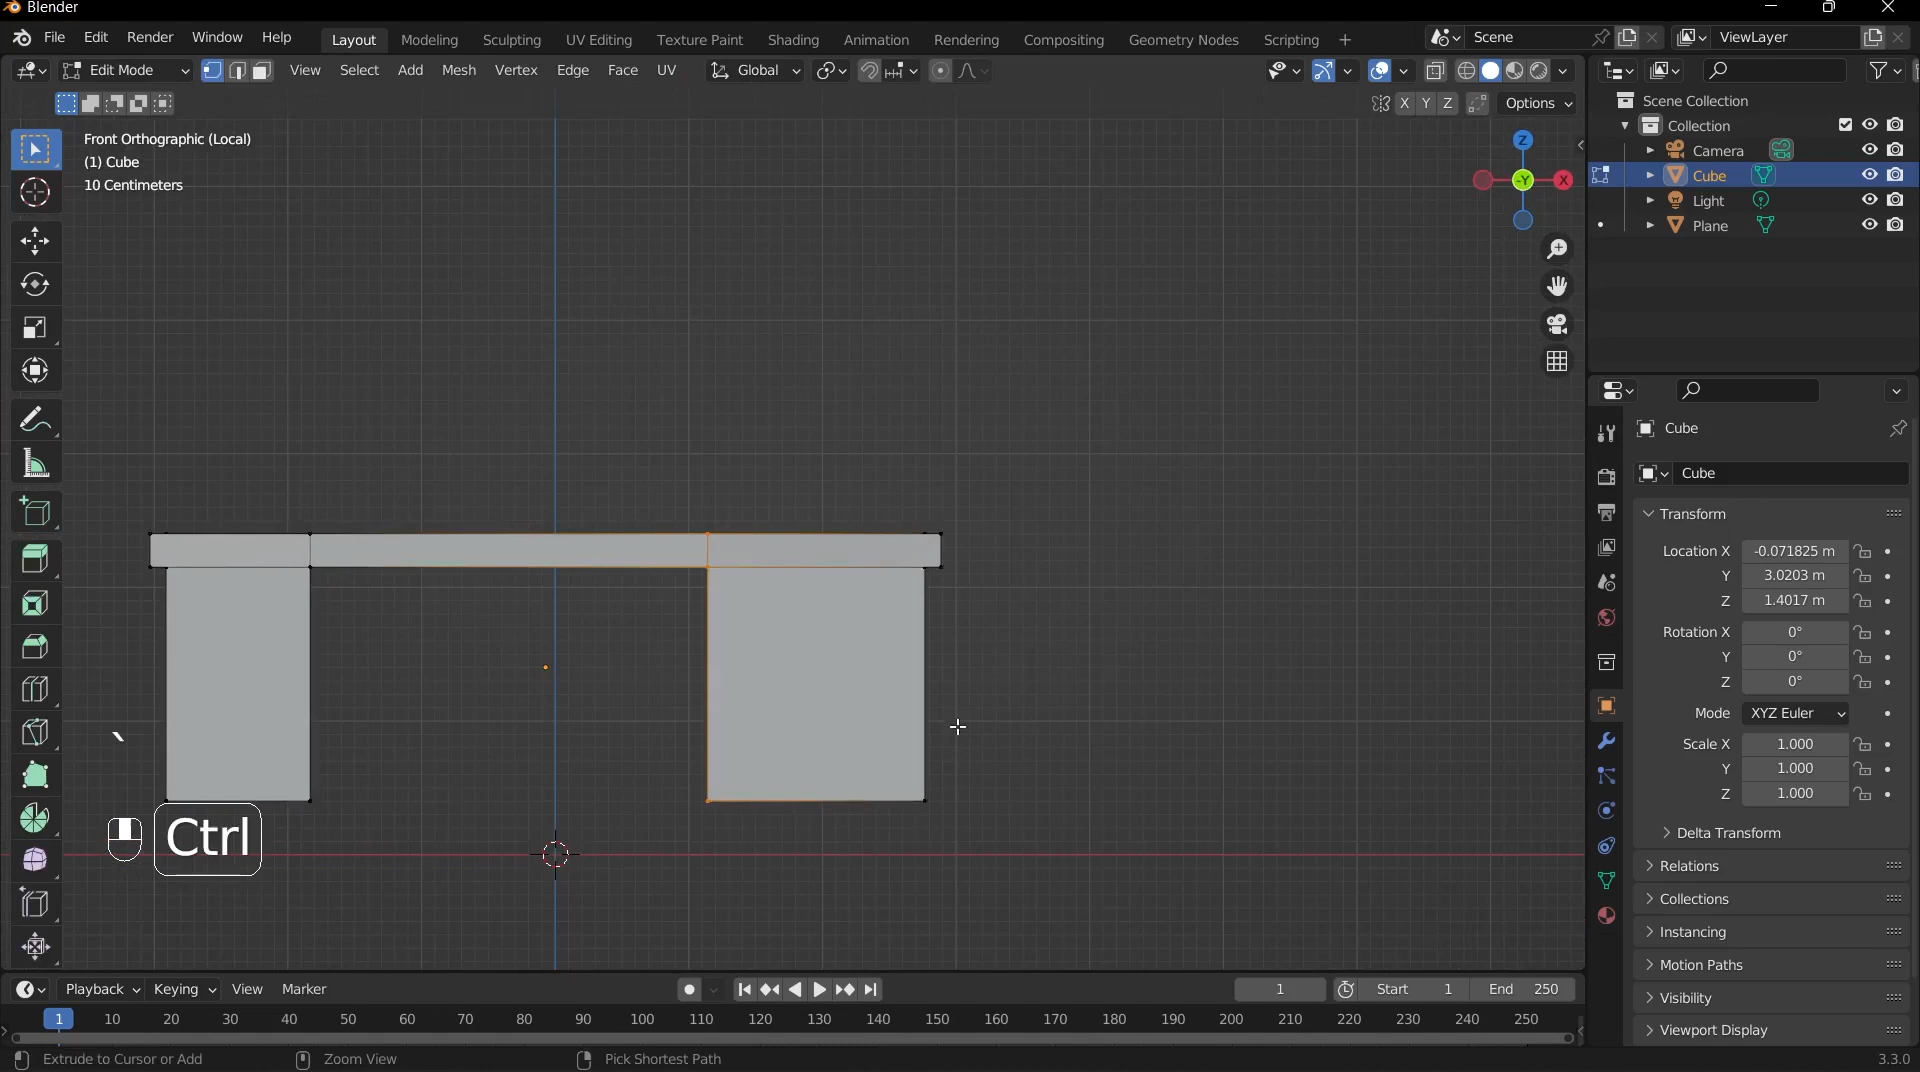 Blender
File Edit Render Window Help Layout Modeling Sculpting UV Editing Texture Paint Shading Animation Rendering Compositing Geometry Nodes Scripting + Scene ViewLayer
Edit Mode View Select Add Mesh Vertex Edge Face UV Global
X Y Z Options
Front Orthographic (Local)
(1) Cube
10 Centimeters
Z
-Y X
Scene Collection
Collection
Camera
Cube
Light
Plane
Cube
Cube
Transform
Location X -0.071825 m
Y 3.0203 m
Z 1.4017 m
Rotation X 0°
Y 0°
Z 0°
Mode XYZ Euler
Scale X 1.000
Y 1.000
Z 1.000
Delta Transform
Relations
Collections
Instancing
Motion Paths
Visibility
Viewport Display
`
Ctrl
Playback Keying View Marker 1 Start 1 End 250
1 10 20 30 40 50 60 70 80 90 100 110 120 130 140 150 160 170 180 190 200 210 220 230 240 250
Extrude to Cursor or Add Zoom View Pick Shortest Path 3.3.0